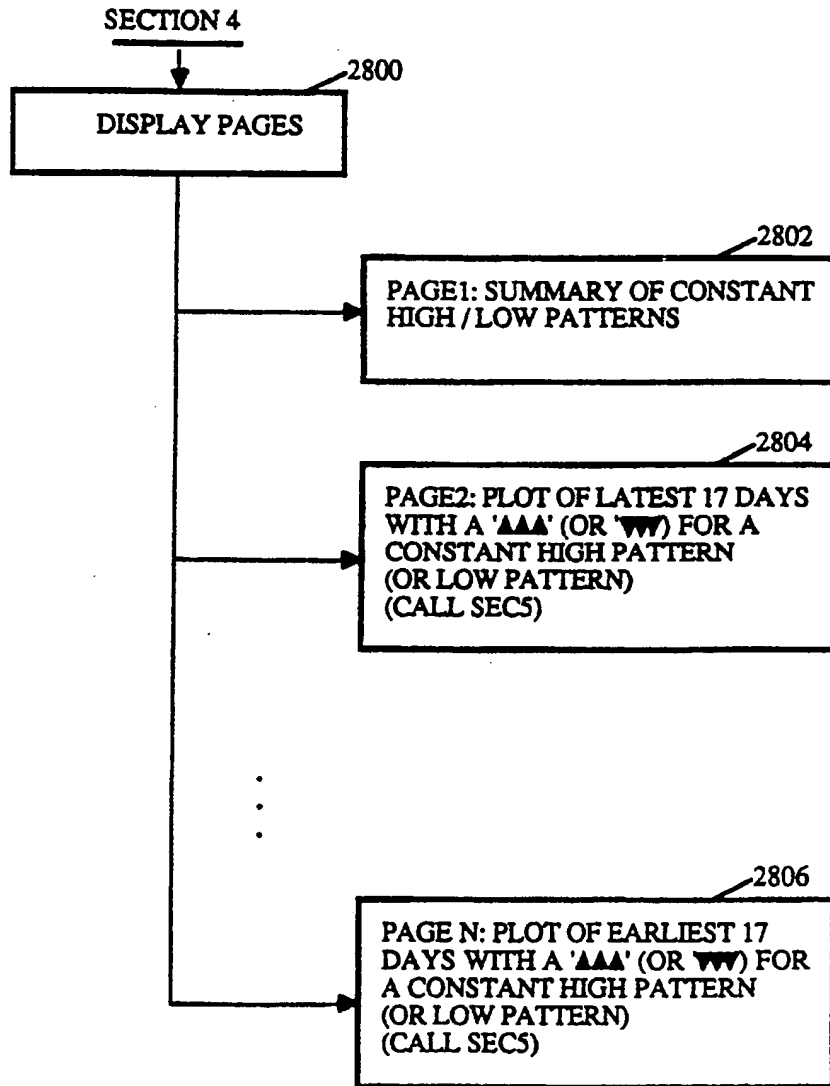 SECTION 4
2800
DISPLAY PAGES
2802
PAGE1: SUMMARY OF CONSTANT
HIGH / LOW PATTERNS
2804
PAGE2: PLOT OF LATEST 17 DAYS
WITH A '▲▲▲' (OR '▼▼▼') FOR A
CONSTANT HIGH PATTERN
(OR LOW PATTERN)
(CALL SEC5)
2806
PAGE N: PLOT OF EARLIEST 17
DAYS WITH A '▲▲▲' (OR '▼▼▼') FOR
A CONSTANT HIGH PATTERN
(OR LOW PATTERN)
(CALL SEC5)